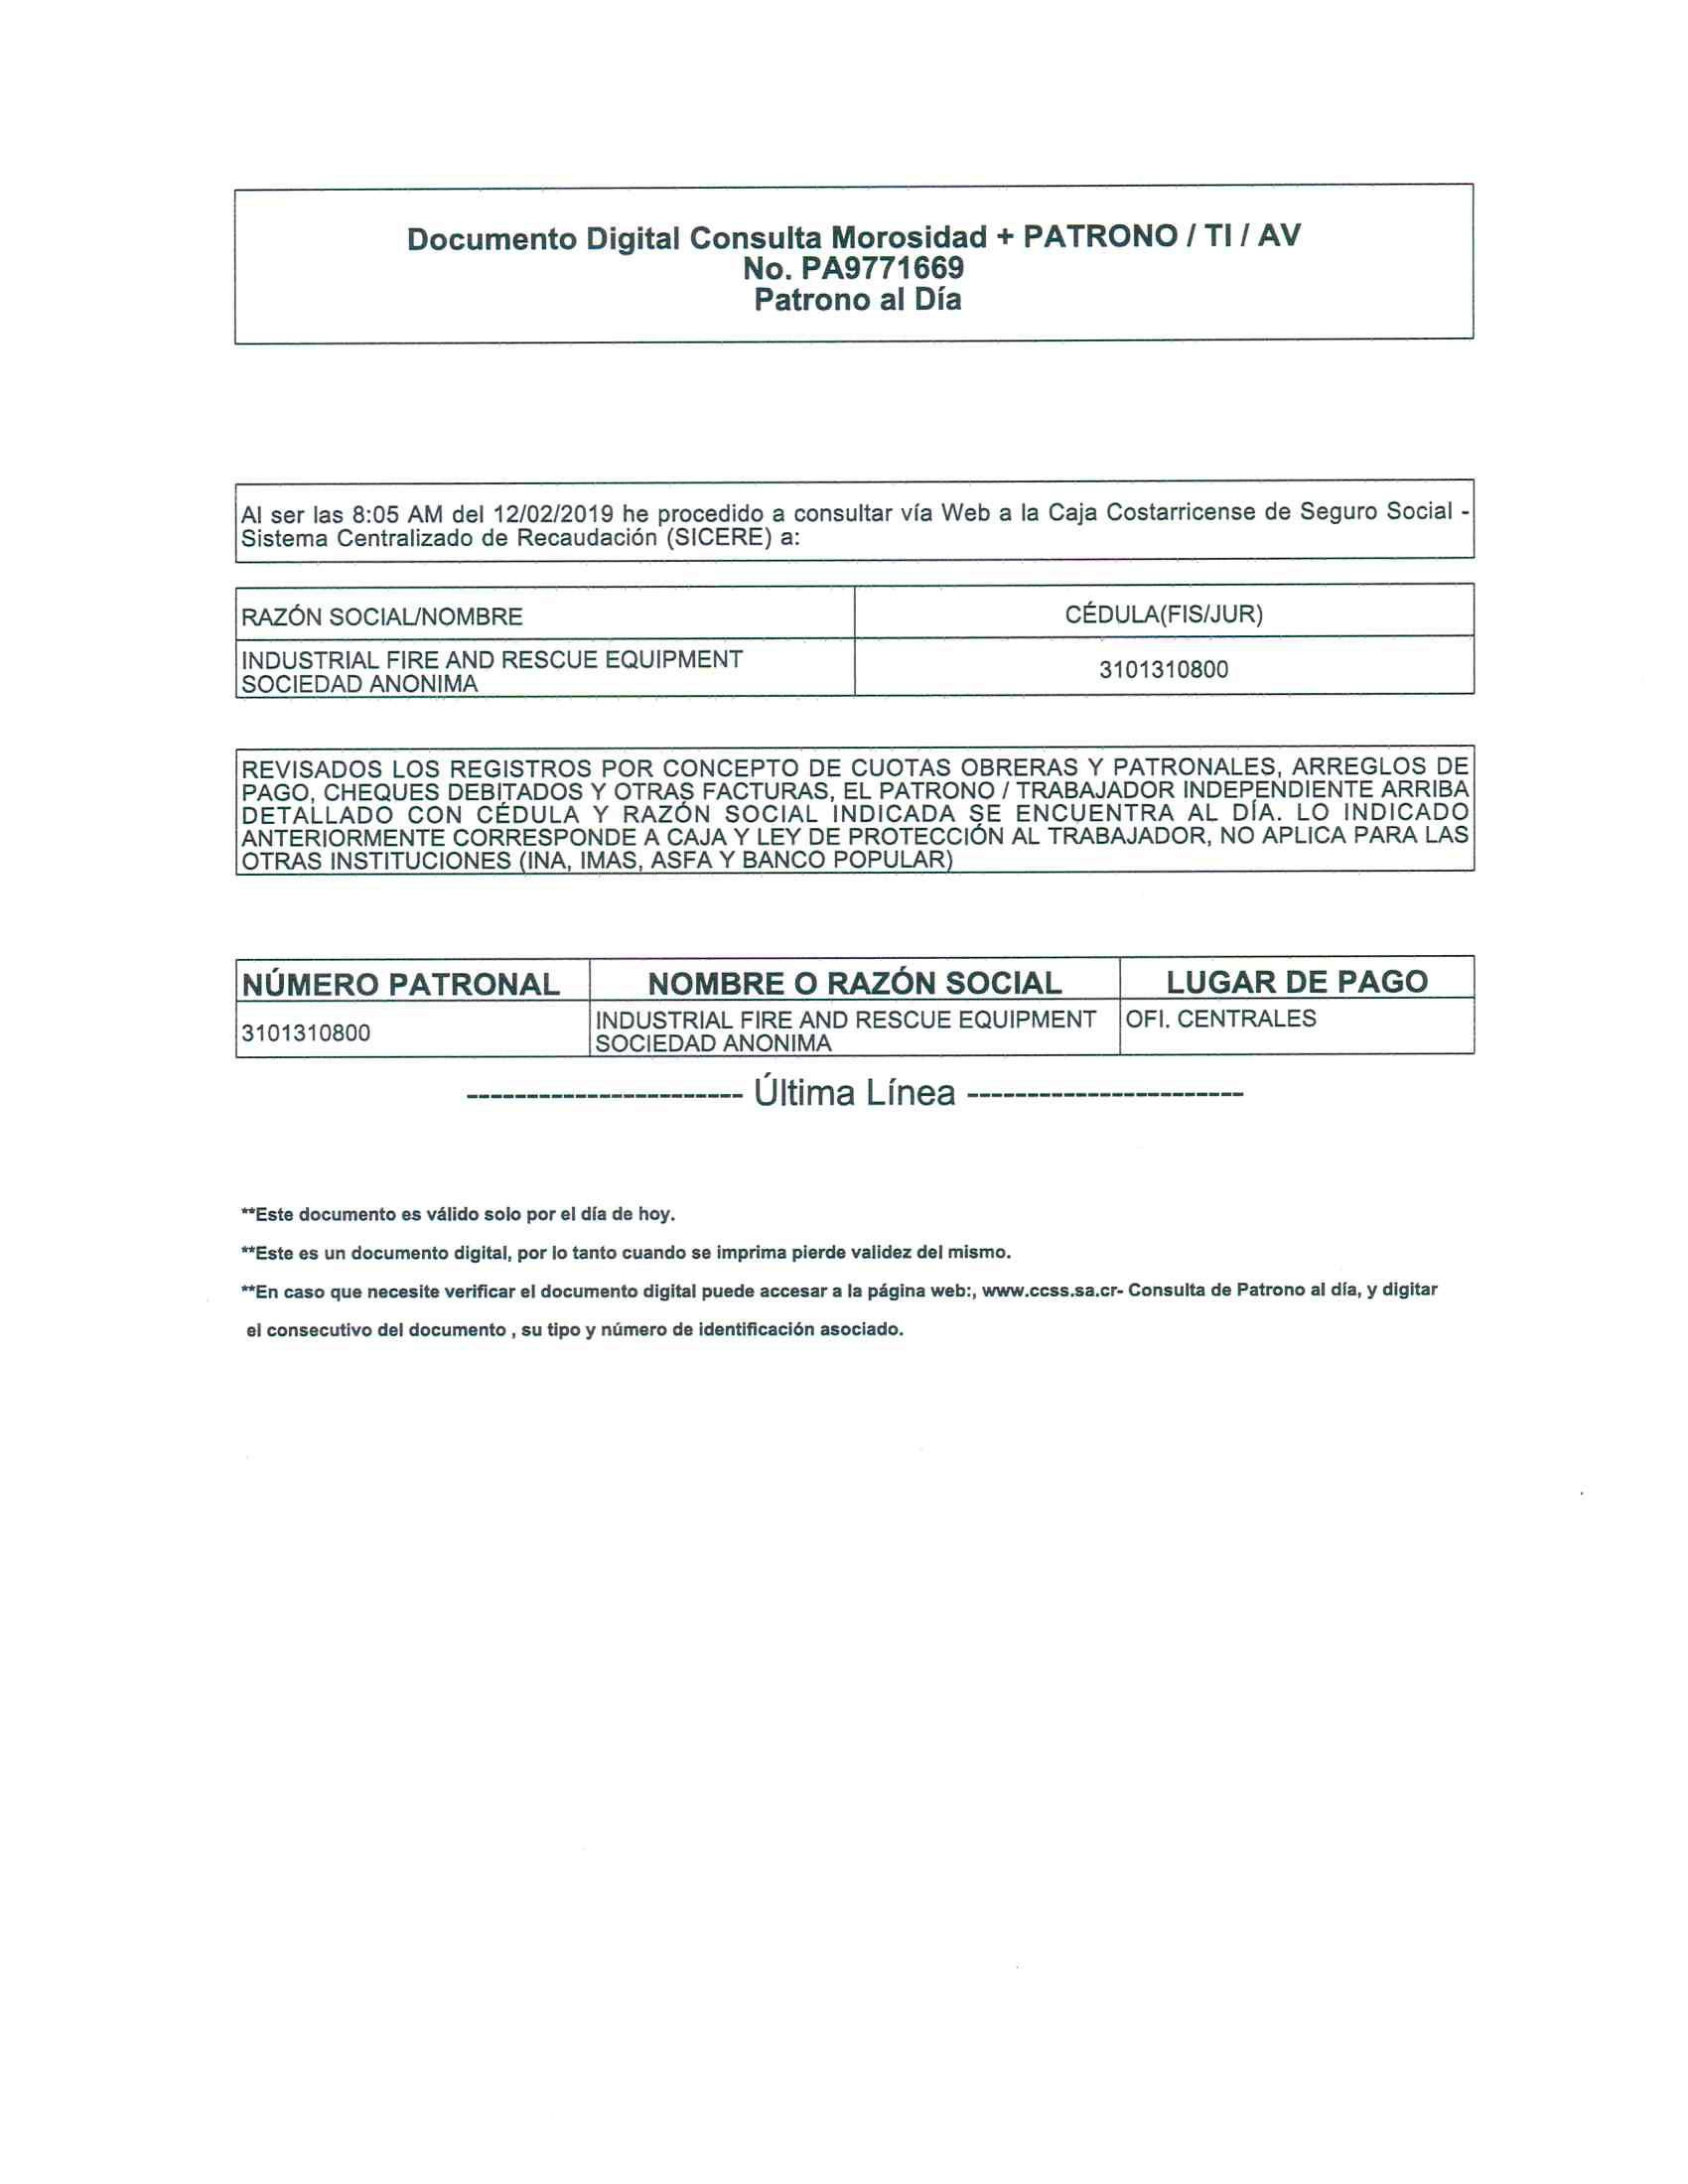 Documento Digital Consulta Morosidad + PATRONO / TI / AV
No. PA9771669
Patrono al Día
Al ser las 8:05 AM del 12/02/2019 he procedido a consultar vía Web a la Caja Costarricense de Seguro Social -
Sistema Centralizado de Recaudación (SICERE) a:
RAZÓN SOCIAL/NOMBRE CÉDULA(FIS/JUR)
INDUSTRIAL FIRE AND RESCUE EQUIPMENT
SOCIEDAD ANONIMA
3101310800
REVISADOS LOS REGISTROS POR CONCEPTO DE CUOTAS OBRERAS Y PATRONALES, ARREGLOS DE
PAGO, CHEQUES DEBITADOS Y OTRAS FACTURAS, EL PATRONO / TRABAJADOR INDEPENDIENTE ARRIBA
DETALLADO CON CÉDULA Y RAZÓN SOCIAL INDICADA SE ENCUENTRA AL DÍA. LO INDICADO
ANTERIORMENTE CORRESPONDE A CAJA Y LEY DE PROTECCIÓN AL TRABAJADOR, NO APLICA PARA LAS
OTRAS INSTITUCIONES (INA, IMAS, ASFA Y BANCO POPULAR)
NÚMERO PATRONAL NOMBRE O RAZÓN SOCIAL LUGAR DE PAGO
3101310800
INDUSTRIAL FIRE AND RESCUE EQUIPMENT
SOCIEDAD ANONIMA
OFI. CENTRALES
----------------------- Última Línea -----------------------
**Este documento es válido solo por el día de hoy.
**Este es un documento digital, por lo tanto cuando se imprima pierde validez del mismo.
**En caso que necesite verificar el documento digital puede accesar a la página web:, www.ccss.sa.cr- Consulta de Patrono al día, y digitar
el consecutivo del documento , su tipo y número de identificación asociado.